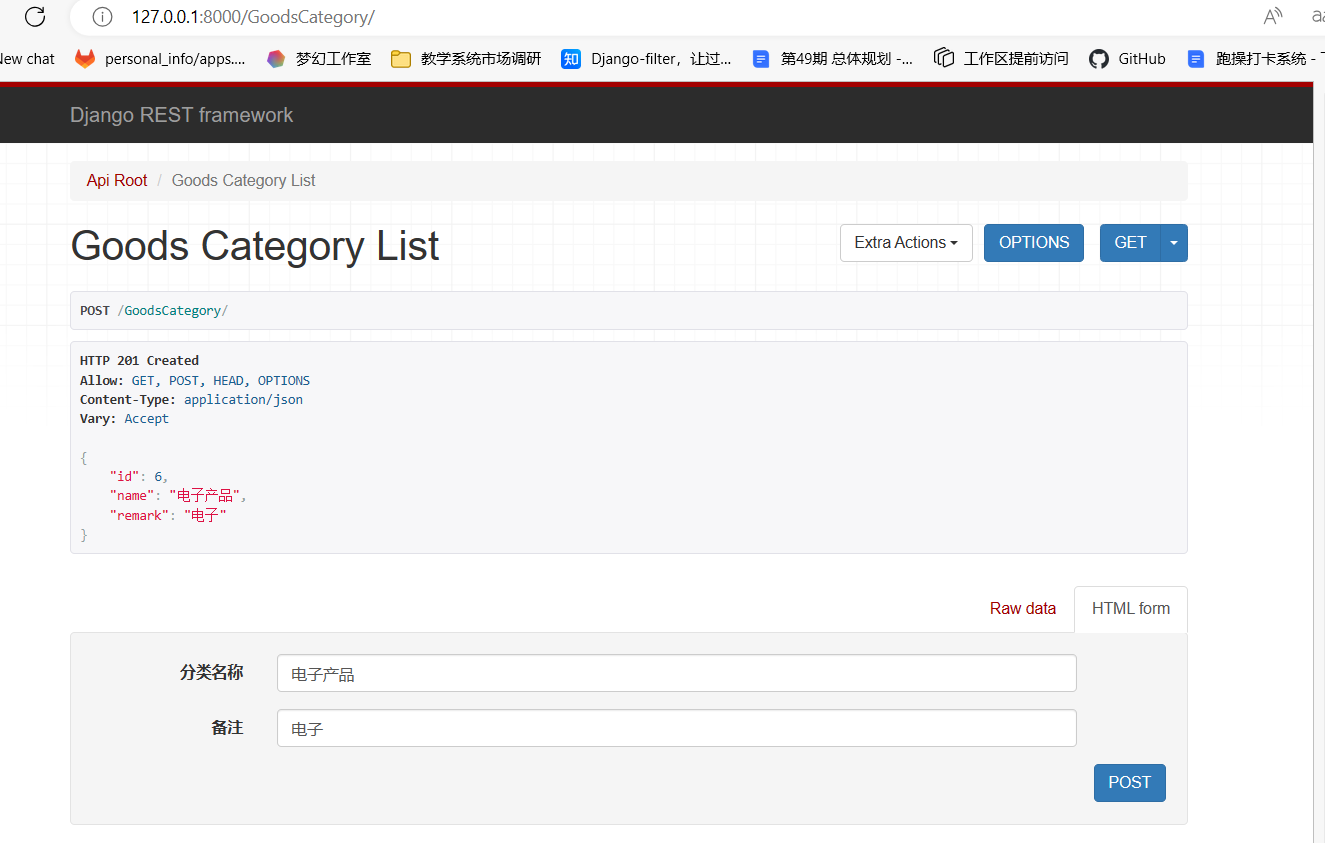 127.0.0.1:8000/GoodsCategory/
New chat personal_info/apps.... 梦幻工作室 教学系统市场调研 Django-filter，让过... 第49期 总体规划 -... 工作区提前访问 GitHub 跑操打卡系统 -
Django REST framework
Api Root / Goods Category List
Goods Category List
Extra Actions OPTIONS GET
POST /GoodsCategory/
HTTP 201 Created
Allow: GET, POST, HEAD, OPTIONS
Content-Type: application/json
Vary: Accept
{
"id": 6,
"name": "电子产品",
"remark": "电子"
}
Raw data HTML form
分类名称 电子产品
备注 电子
POST